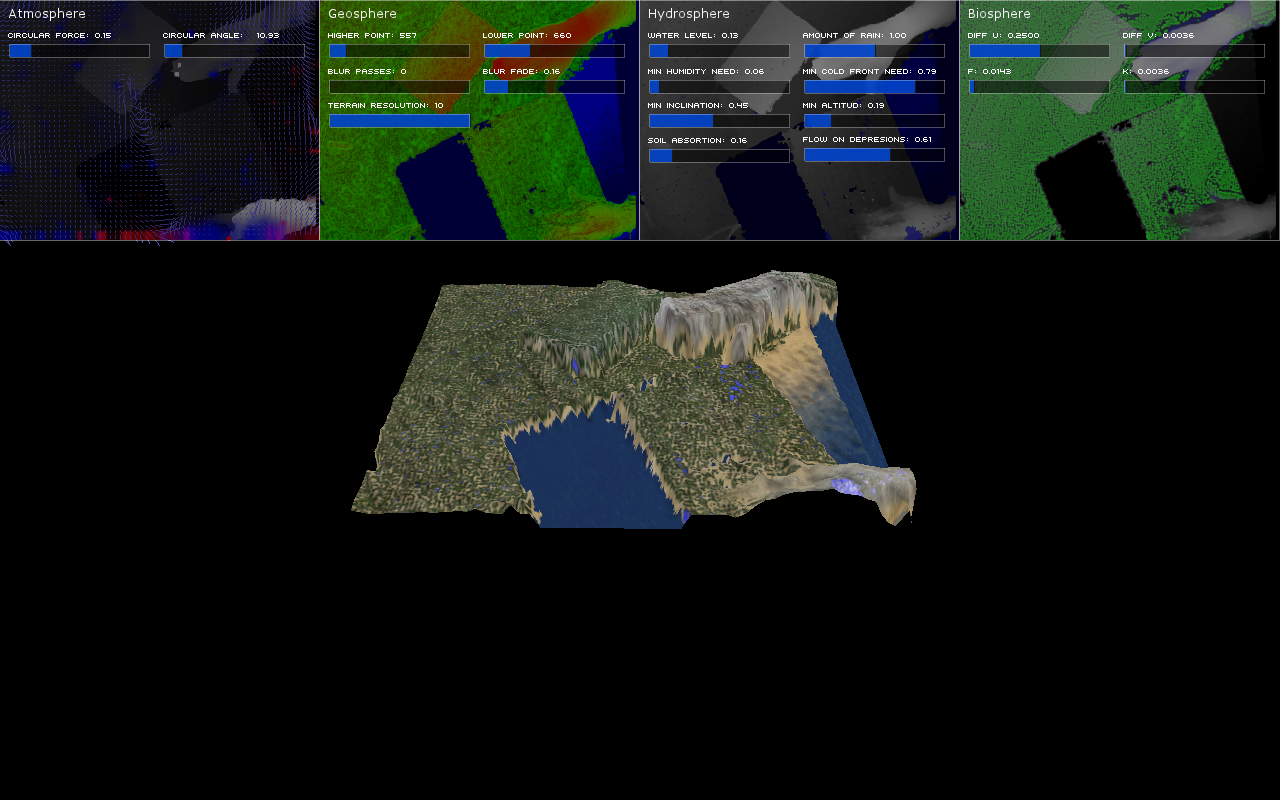 Atmosphere
CIRCULAR FORCE: 0.15
CIRCULAR ANGLE: 10.93
Geosphere
HIGHER POINT: 557
LOWER POINT: 660
BLUR PASSES: 0
BLUR FADE: 0.16
TERRAIN RESOLUTION: 10
Hydrosphere
WATER LEVEL: 0.13
AMOUNT OF RAIN: 1.00
MIN HUMIDITY NEED: 0.06
MIN COLD FRONT NEED: 0.79
MIN INCLINATION: 0.45
MIN ALTITUD: 0.19
SOIL ABSORTION: 0.16
FLOW ON DEPRESIONS: 0.61
Biosphere
DIFF U: 0.2500
DIFF V: 0.0036
F: 0.0143
K: 0.0036